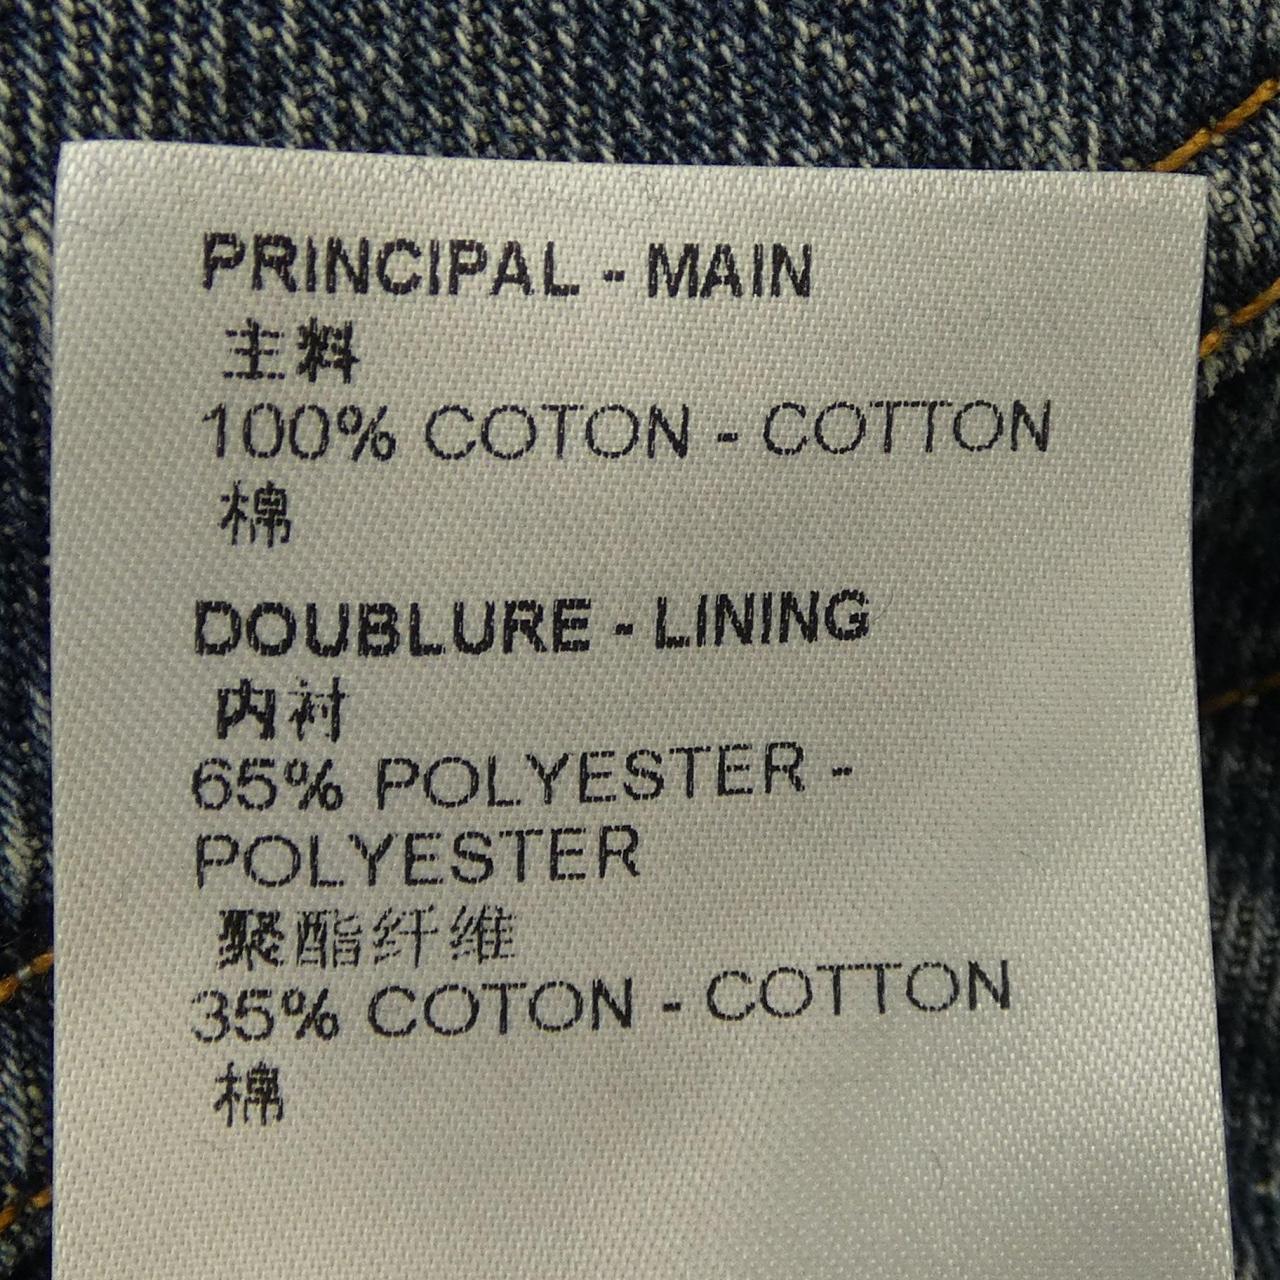 PRINCIPAL - MAIN
主料
100% COTON - COTTON
棉
DOUBLURE - LINING
内衬
65% POLYESTER -
POLYESTER
聚酯纤维
35% COTON - COTTON
棉